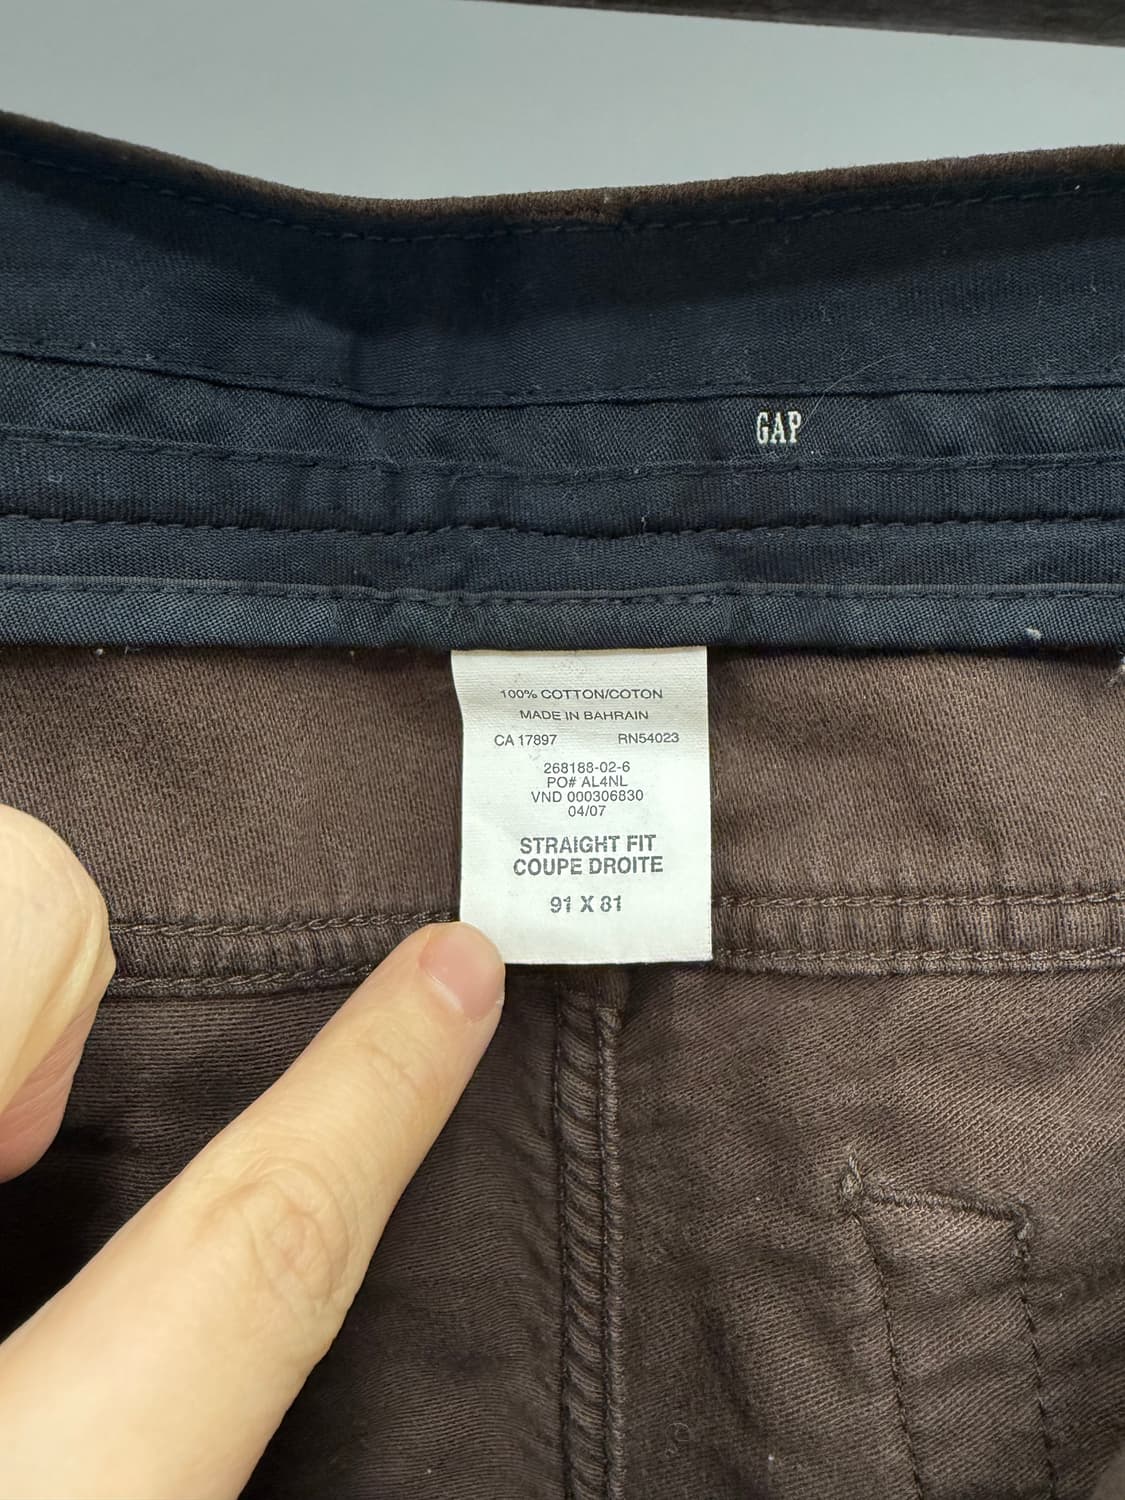 GAP
100% COTTON/COTON
MADE IN BAHRAIN
CA 17897 RN54023
268188-02-6
PO# AL4NL
VND 000306830
04/07
STRAIGHT FIT
COUPE DROITE
91 X 81